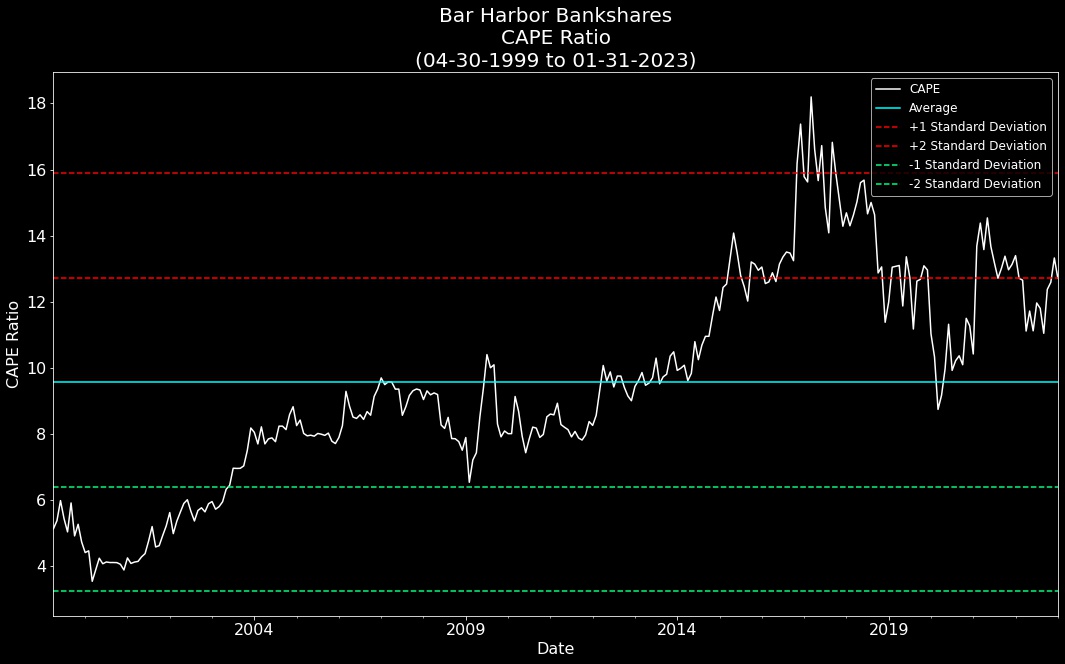 Bar Harbor Bankshares
CAPE Ratio
(04-30-1999 to 01-31-2023)
CAPE
Average
+1 Standard Deviation
+2 Standard Deviation
-1 Standard Deviation
-2 Standard Deviation
CAPE Ratio
18
16
14
12
10
8
6
4
2004
2009
2014
2019
Date